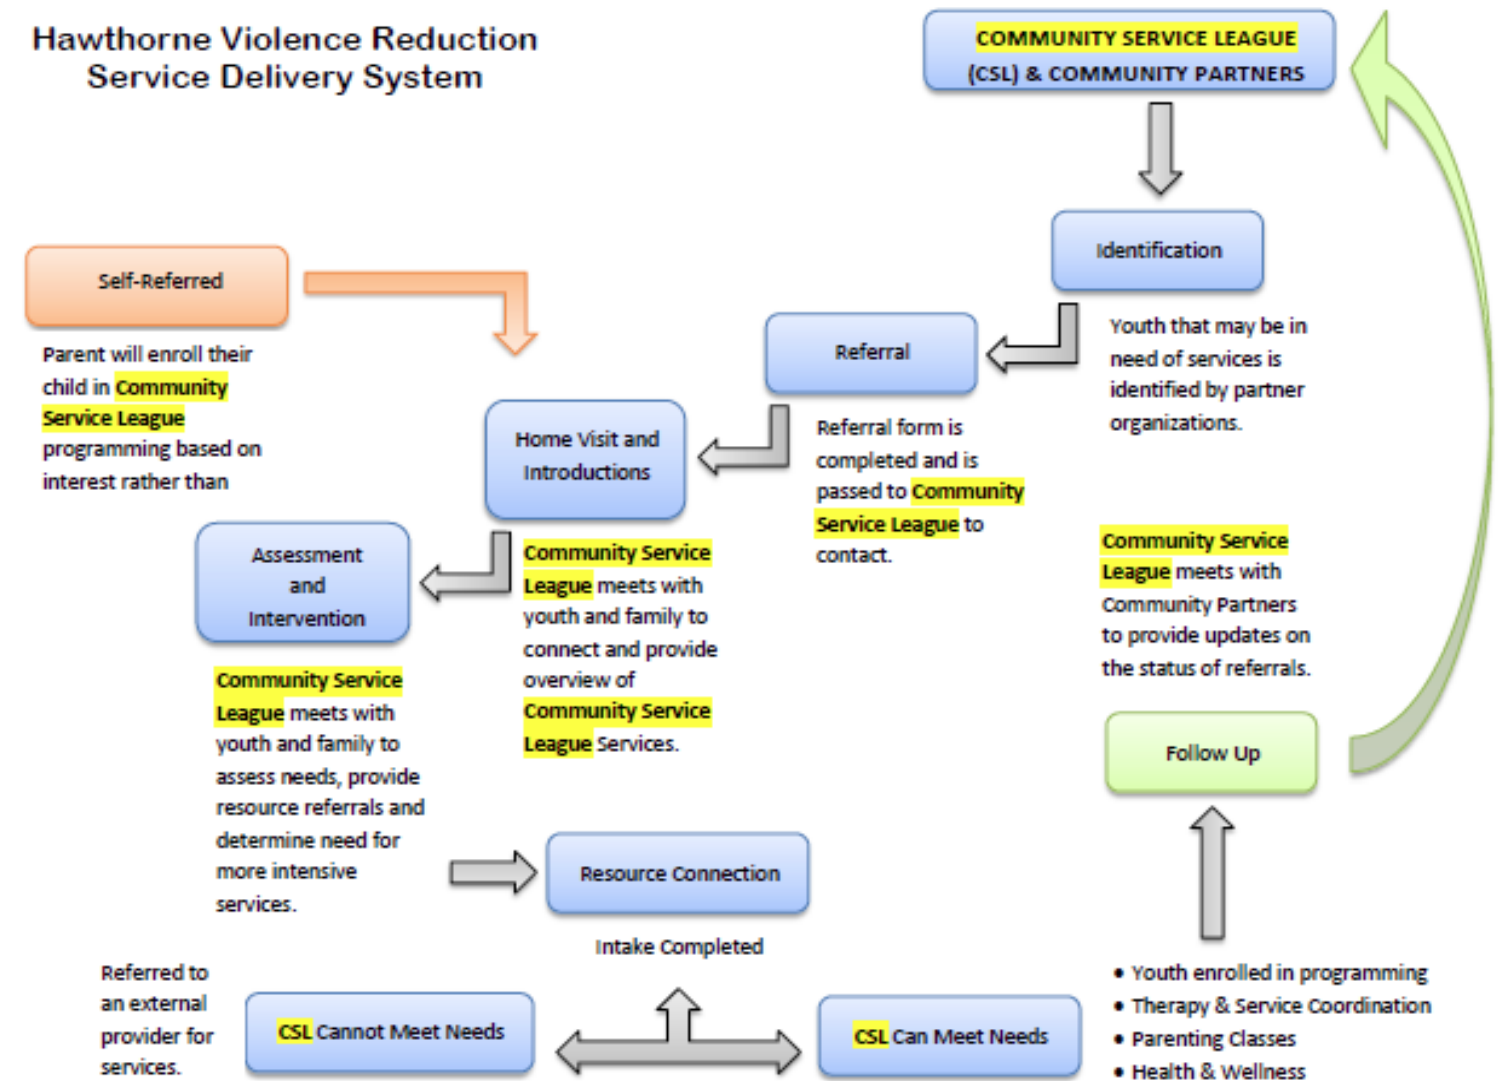 Hawthorne Violence Reduction
Service Delivery System
COMMUNITY SERVICE LEAGUE
(CSL) & COMMUNITY PARTNERS
Identification
Youth that may be in
need of services is
identified by partner
organizations.
Referral
Referral form is
completed and is
passed to Community
Service League to
contact.
Self-Referred
Parent will enroll their
child in Community
Service League
programming based on
interest rather than
Home Visit and
Introductions
Community Service
League meets with
youth and family to
connect and provide
overview of
Community Service
League Services.
Assessment
and
Intervention
Community Service
League meets with
youth and family to
assess needs, provide
resource referrals and
determine need for
more intensive
services.
Resource Connection
Intake Completed
Referred to
an external
provider for
services.
CSL Cannot Meet Needs
CSL Can Meet Needs
• Youth enrolled in programming
• Therapy & Service Coordination
• Parenting Classes
• Health & Wellness
Follow Up
Community Service
League meets with
Community Partners
to provide updates on
the status of referrals.